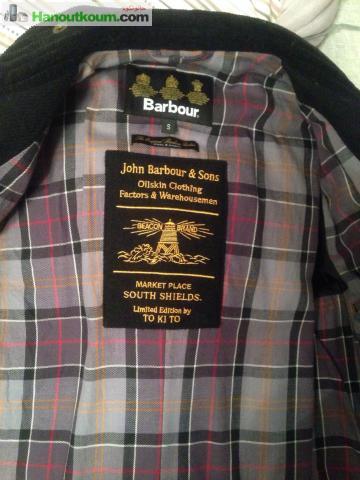 Hanoutkoum.com حانوتكم
Barbour
S
John Barbour & Sons
Oilskin Clothing
Factors & Warehousemen
BEACON BRAND
MARKET PLACE
SOUTH SHIELDS.
Limited Edition by
TO KI TO